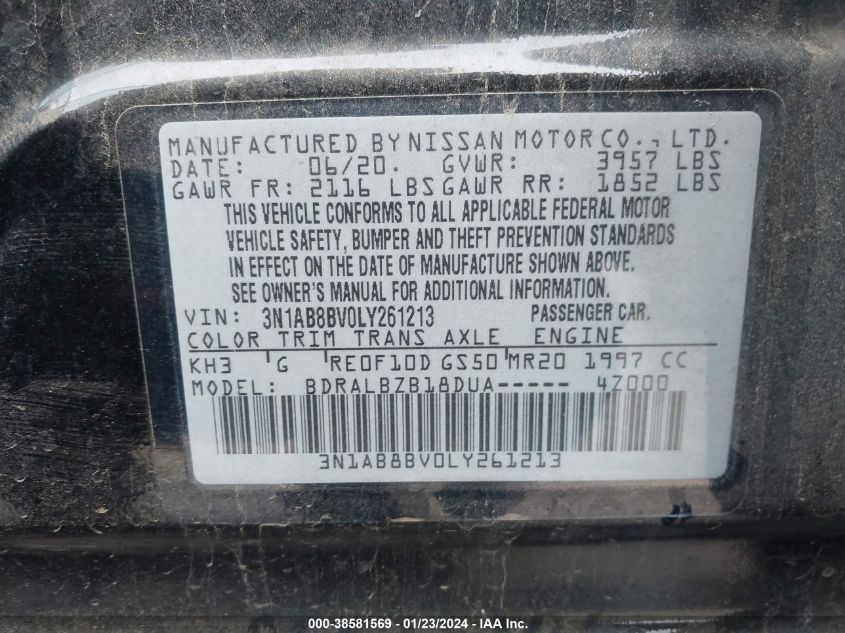 MANUFACTURED BY NISSAN MOTOR CO., LTD.
DATE: 06/20. GVWR: 3957 LBS
GAWR FR: 2116 LBS GAWR RR: 1852 LBS
THIS VEHICLE CONFORMS TO ALL APPLICABLE FEDERAL MOTOR
VEHICLE SAFETY, BUMPER AND THEFT PREVENTION STANDARDS
IN EFFECT ON THE DATE OF MANUFACTURE SHOWN ABOVE.
SEE OWNER'S MANUAL FOR ADDITIONAL INFORMATION.
VIN: 3N1AB8BV0LY261213 PASSENGER CAR.
COLOR TRIM TRANS AXLE ENGINE
KH3 G RE0F10D GS50 MR20 1997 CC
MODEL: BDRALBZB18DUA----- 4Z000
3N1AB8BV0LY261213
000-38581569 - 01/23/2024 - IAAI.COM